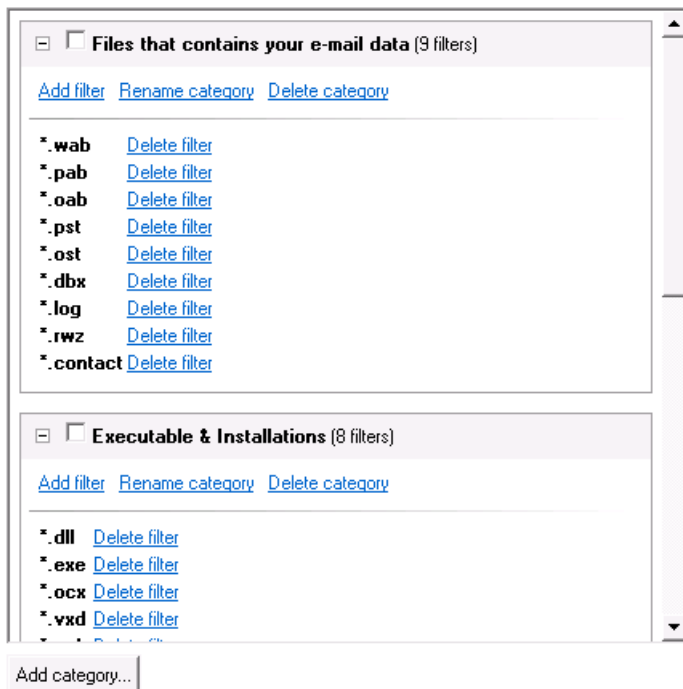 Files that contains your e-mail data (9 filters)
Add filter Rename category Delete category
*.wab Delete filter
*.pab Delete filter
*.oab Delete filter
*.pst Delete filter
*.ost Delete filter
*.dbx Delete filter
*.log Delete filter
*.rwz Delete filter
*.contact Delete filter
Executable & Installations (8 filters)
Add filter Rename category Delete category
*.dll Delete filter
*.exe Delete filter
*.ocx Delete filter
*.vxd Delete filter
Add category...